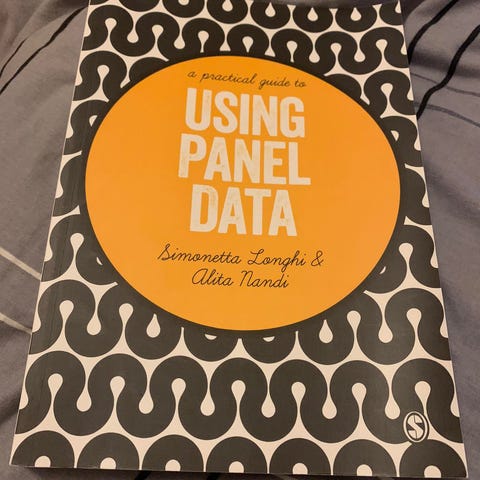 a practical guide to
USING
PANEL
DATA
Simonetta Longhi &
Alita Nandi
S